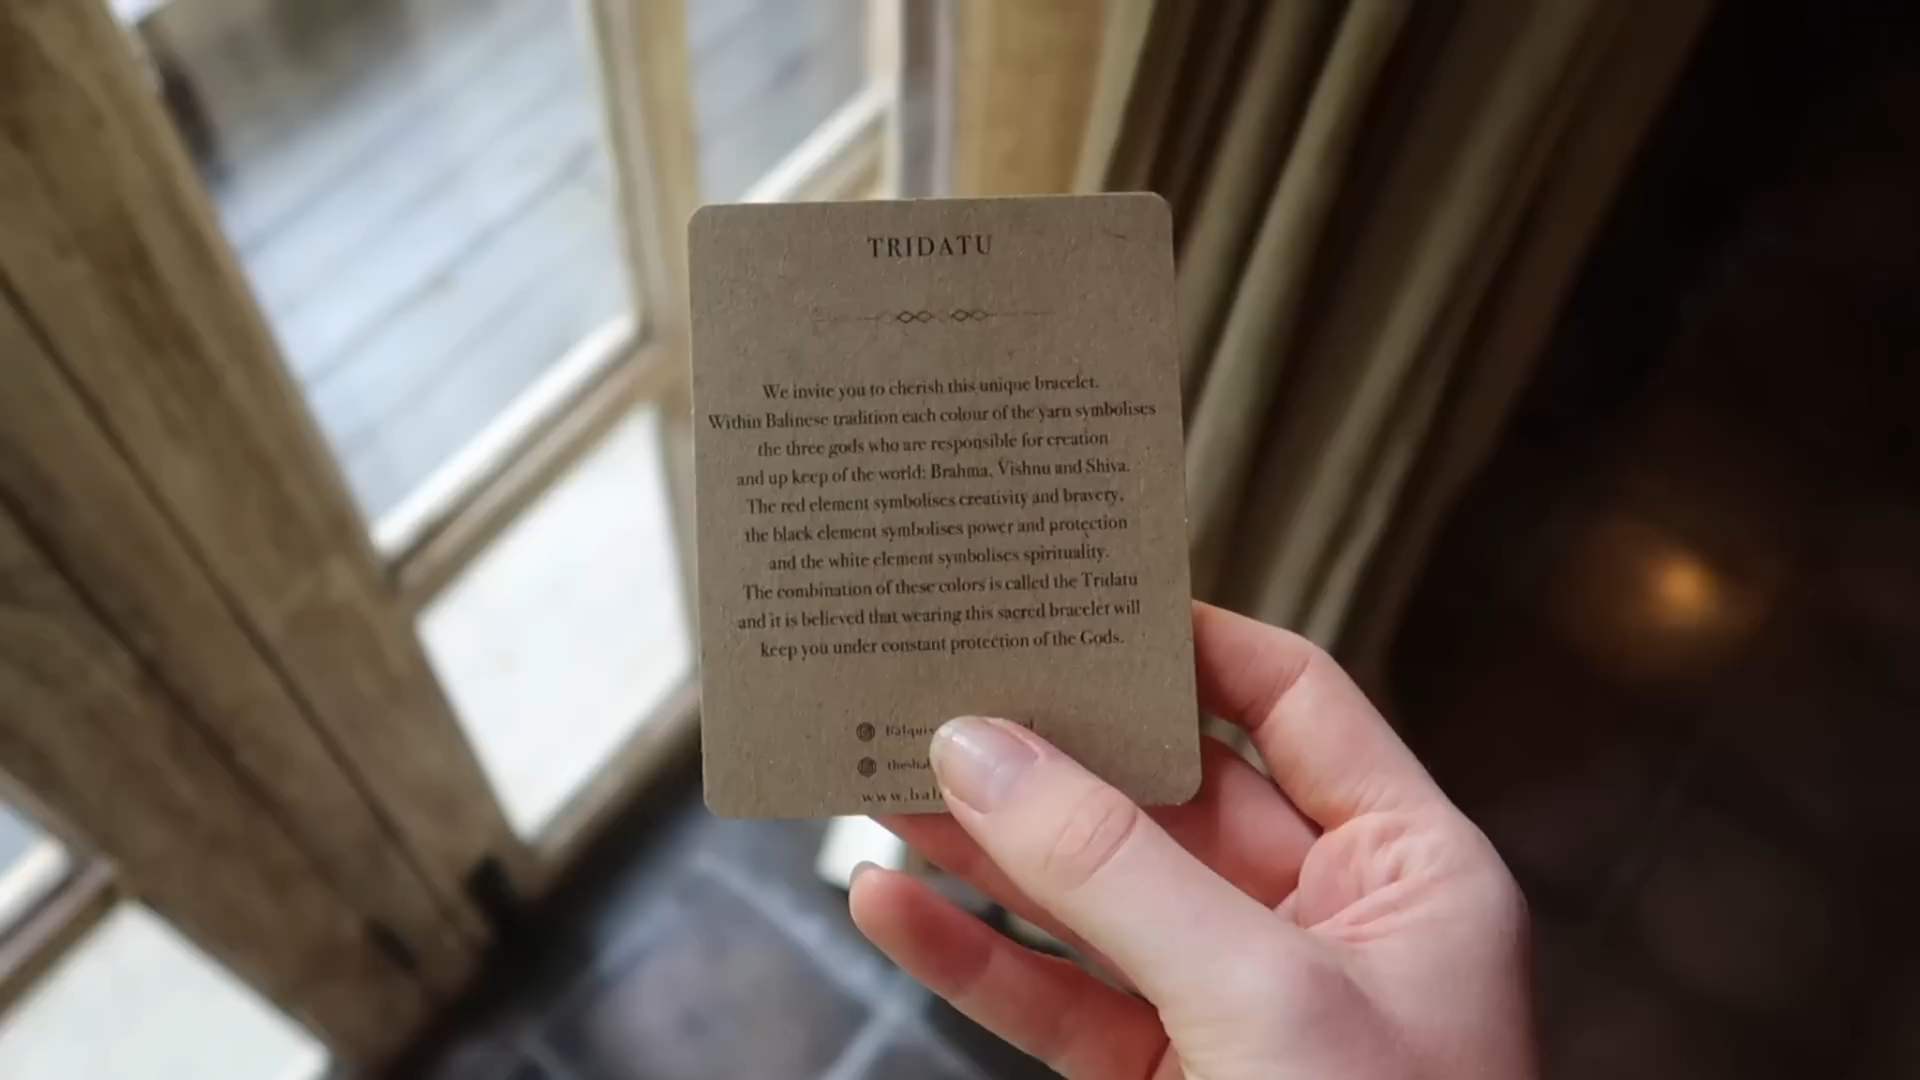 TRIDATU
We invite you to cherish this unique bracelet.
Within Balinese tradition each colour of the yarn symbolises
the three gods who are responsible for creation
and up keep of the world: Brahma, Vishnu and Shiva.
The red element symbolises creativity and bravery,
the black element symbolises power and protection
and the white element symbolises spirituality.
The combination of these colors is called the Tridatu
and it is believed that wearing this sacred bracelet will
keep you under constant protection of the Gods.